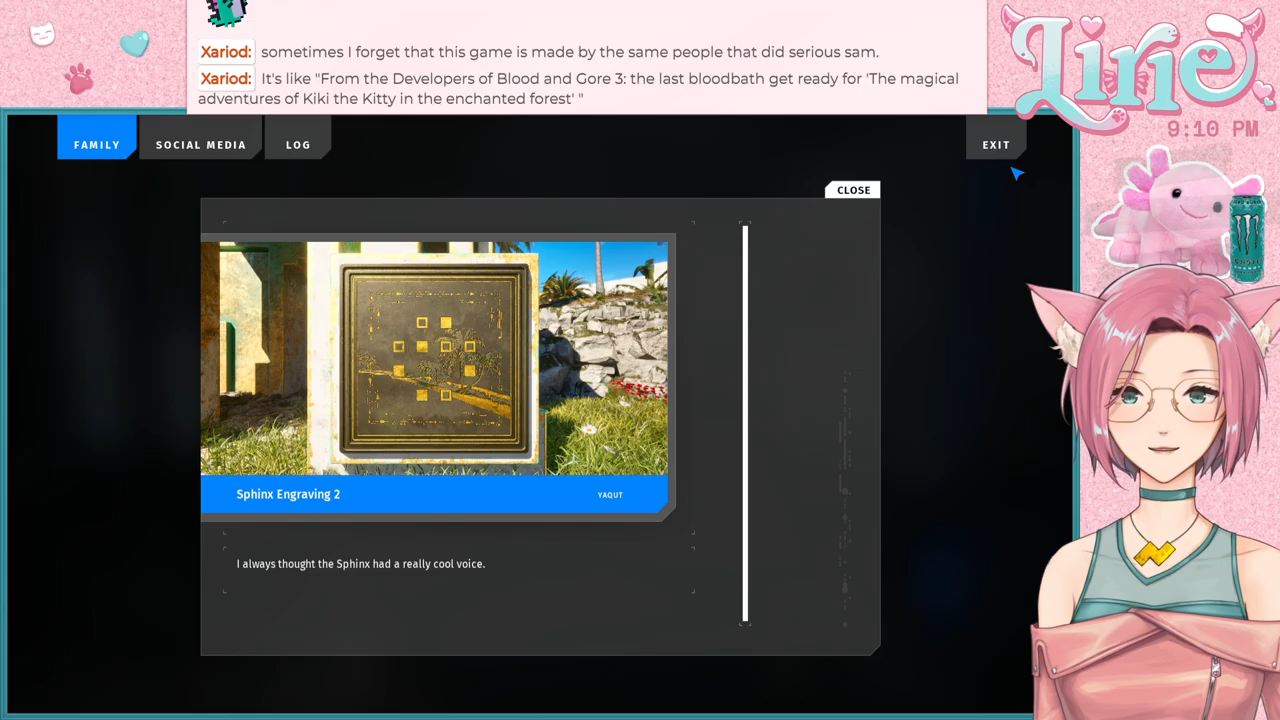 Xariod: sometimes I forget that this game is made by the same people that did serious sam.
Xariod: It's like "From the Developers of Blood and Gore 3: the last bloodbath get ready for 'The magical
adventures of Kiki the Kitty in the enchanted forest' "
Lirie
9:10 PM
FAMILY
SOCIAL MEDIA
LOG
EXIT
CLOSE
Sphinx Engraving 2
YAQUT
I always thought the Sphinx had a really cool voice.